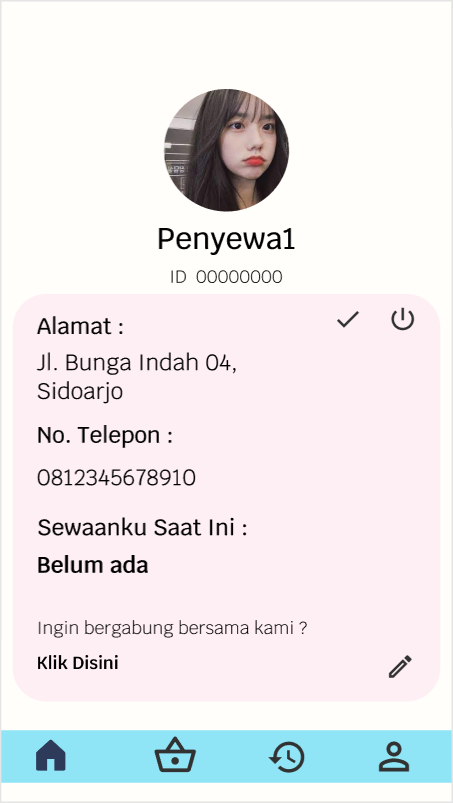 Penyewa1
ID 00000000
Alamat :
Jl. Bunga Indah 04,
Sidoarjo
No. Telepon :
0812345678910
Sewaanku Saat Ini :
Belum ada
Ingin bergabung bersama kami ?
Klik Disini